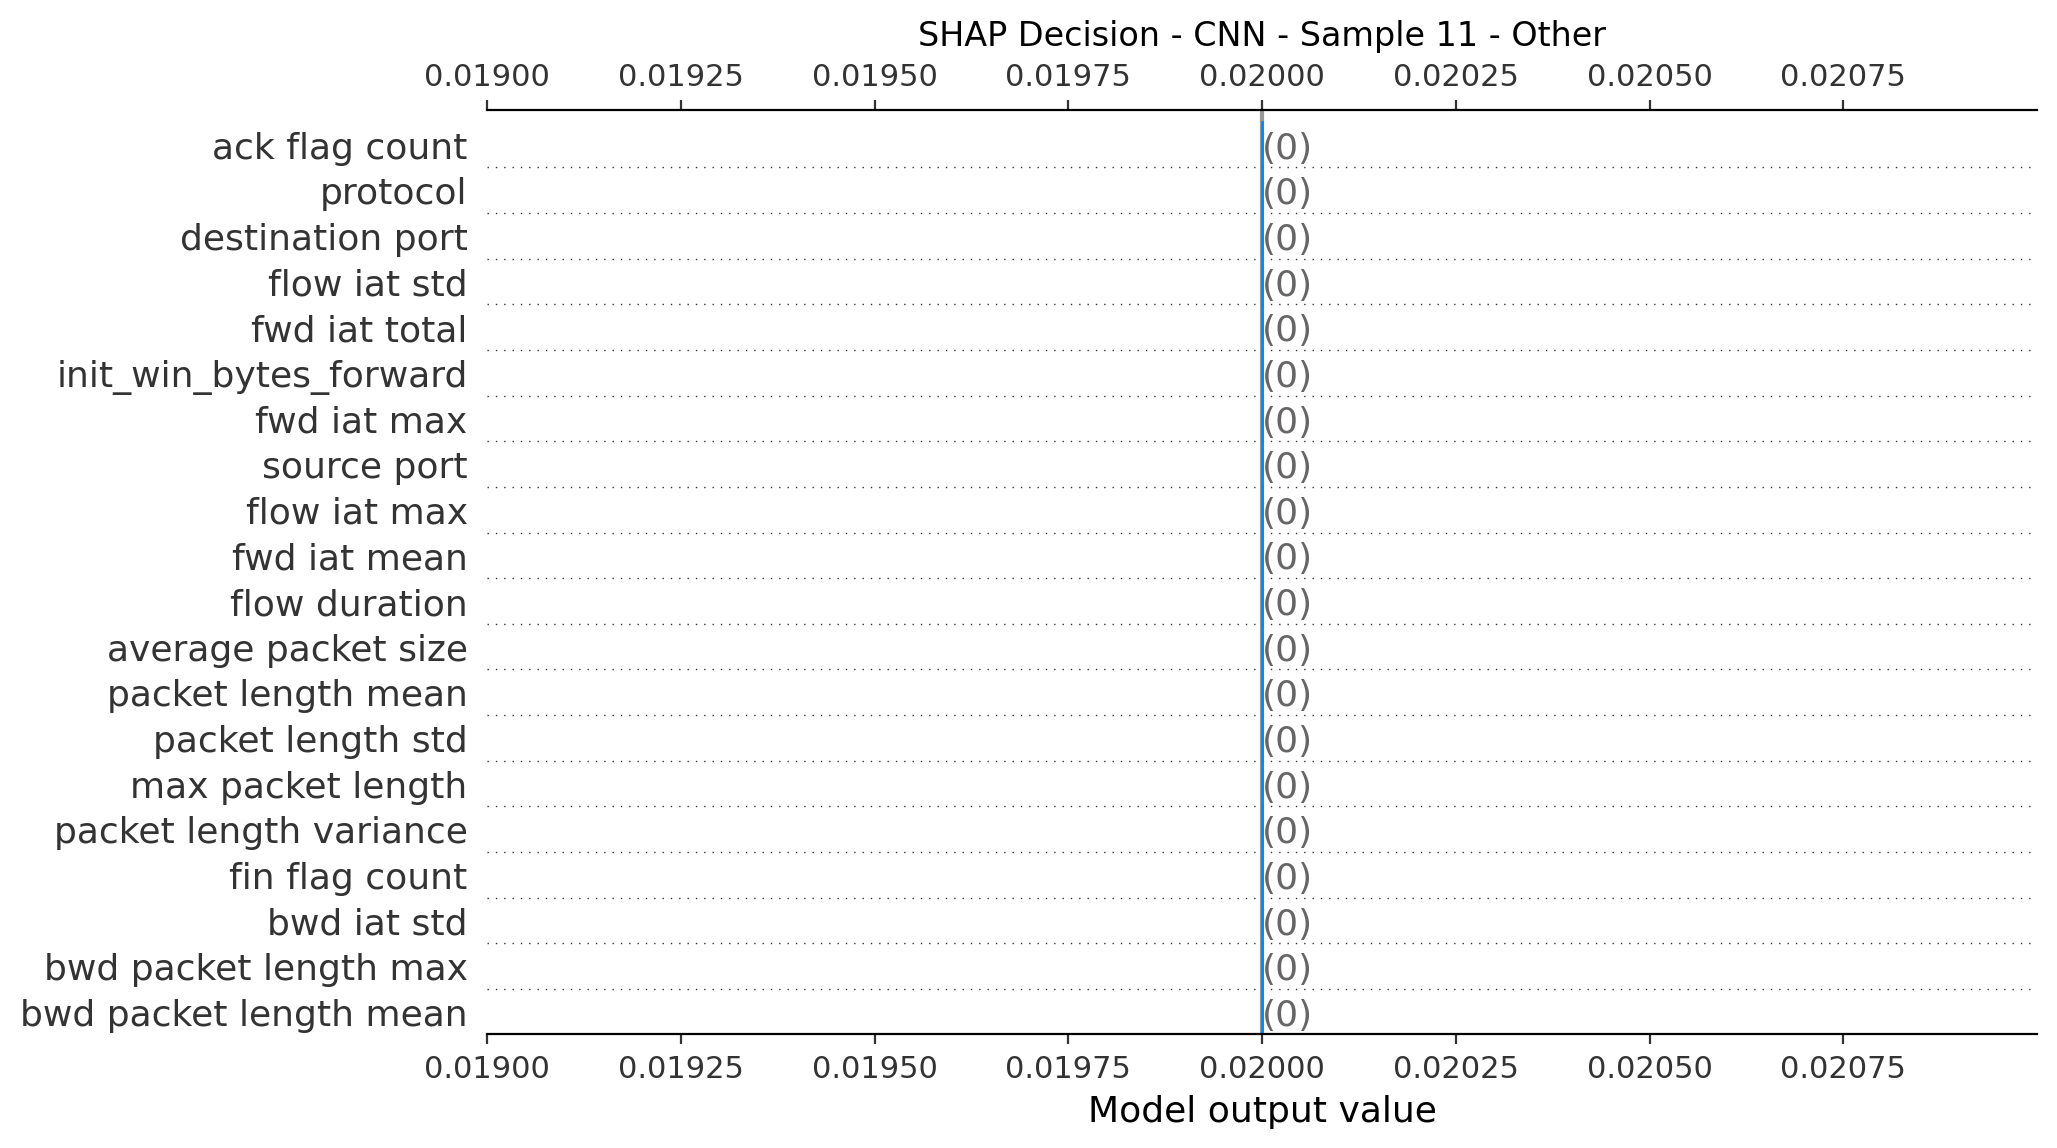 SHAP Decision - CNN - Sample 11 - Other
0.01900 0.01925 0.01950 0.01975 0.02000 0.02025 0.02050 0.02075
ack flag count (0)
protocol (0)
destination port (0)
flow iat std (0)
fwd iat total (0)
init_win_bytes_forward (0)
fwd iat max (0)
source port (0)
flow iat max (0)
fwd iat mean (0)
flow duration (0)
average packet size (0)
packet length mean (0)
packet length std (0)
max packet length (0)
packet length variance (0)
fin flag count (0)
bwd iat std (0)
bwd packet length max (0)
bwd packet length mean (0)
0.01900 0.01925 0.01950 0.01975 0.02000 0.02025 0.02050 0.02075
Model output value